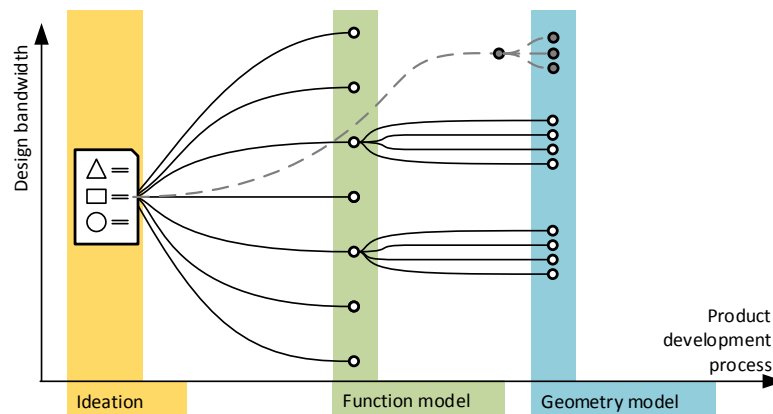 Design bandwidth
Product
development
process
Ideation
Function model
Geometry model